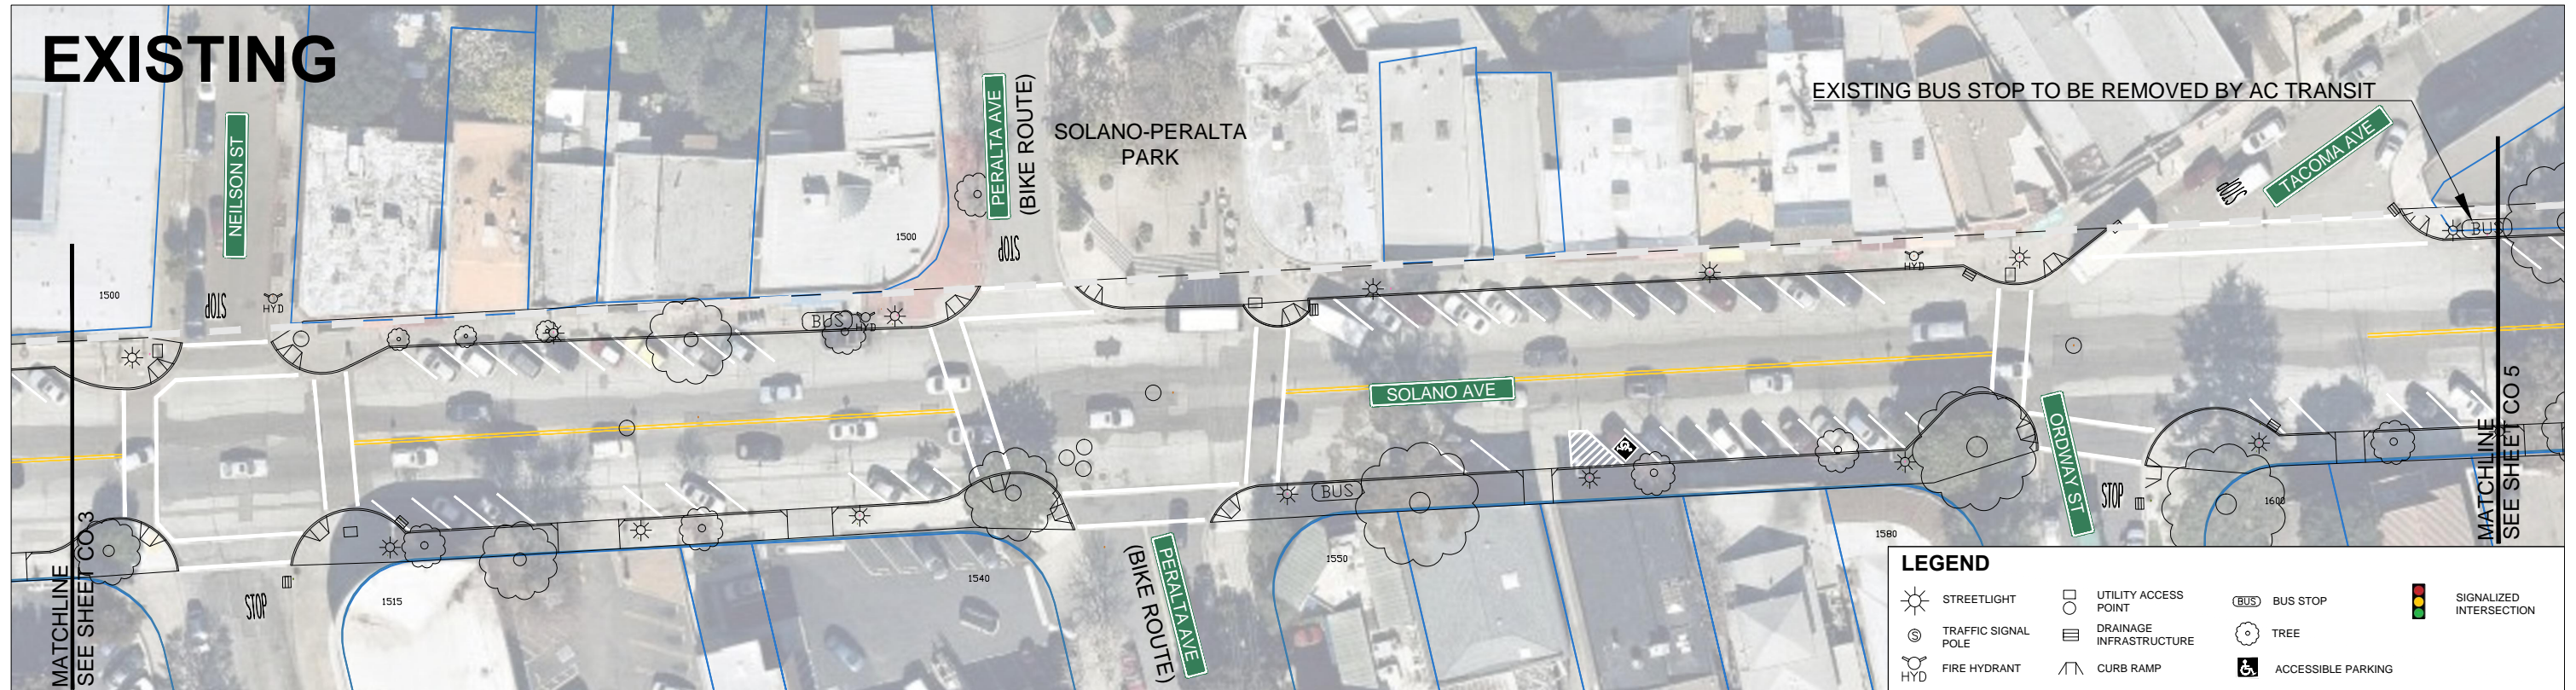 EXISTING
NEILSON ST
PERALTA AVE
(BIKE ROUTE)
SOLANO-PERALTA
PARK
EXISTING BUS STOP TO BE REMOVED BY AC TRANSIT
TACOMA AVE
STOP
STOP
STOP
1500
1500
HYD
BUS
HYD
HYD
BUS
SOLANO AVE
BUS
ORDWAY ST
STOP
STOP
MATCHLINE
SEE SHEET CO 3
MATCHLINE
SEE SHEET CO 5
1515
1540
PERALTA AVE
(BIKE ROUTE)
1550
1580
1600
LEGEND
STREETLIGHT
TRAFFIC SIGNAL
POLE
S
FIRE HYDRANT
HYD
UTILITY ACCESS
POINT
DRAINAGE
INFRASTRUCTURE
CURB RAMP
BUS
BUS STOP
TREE
ACCESSIBLE PARKING
SIGNALIZED
INTERSECTION